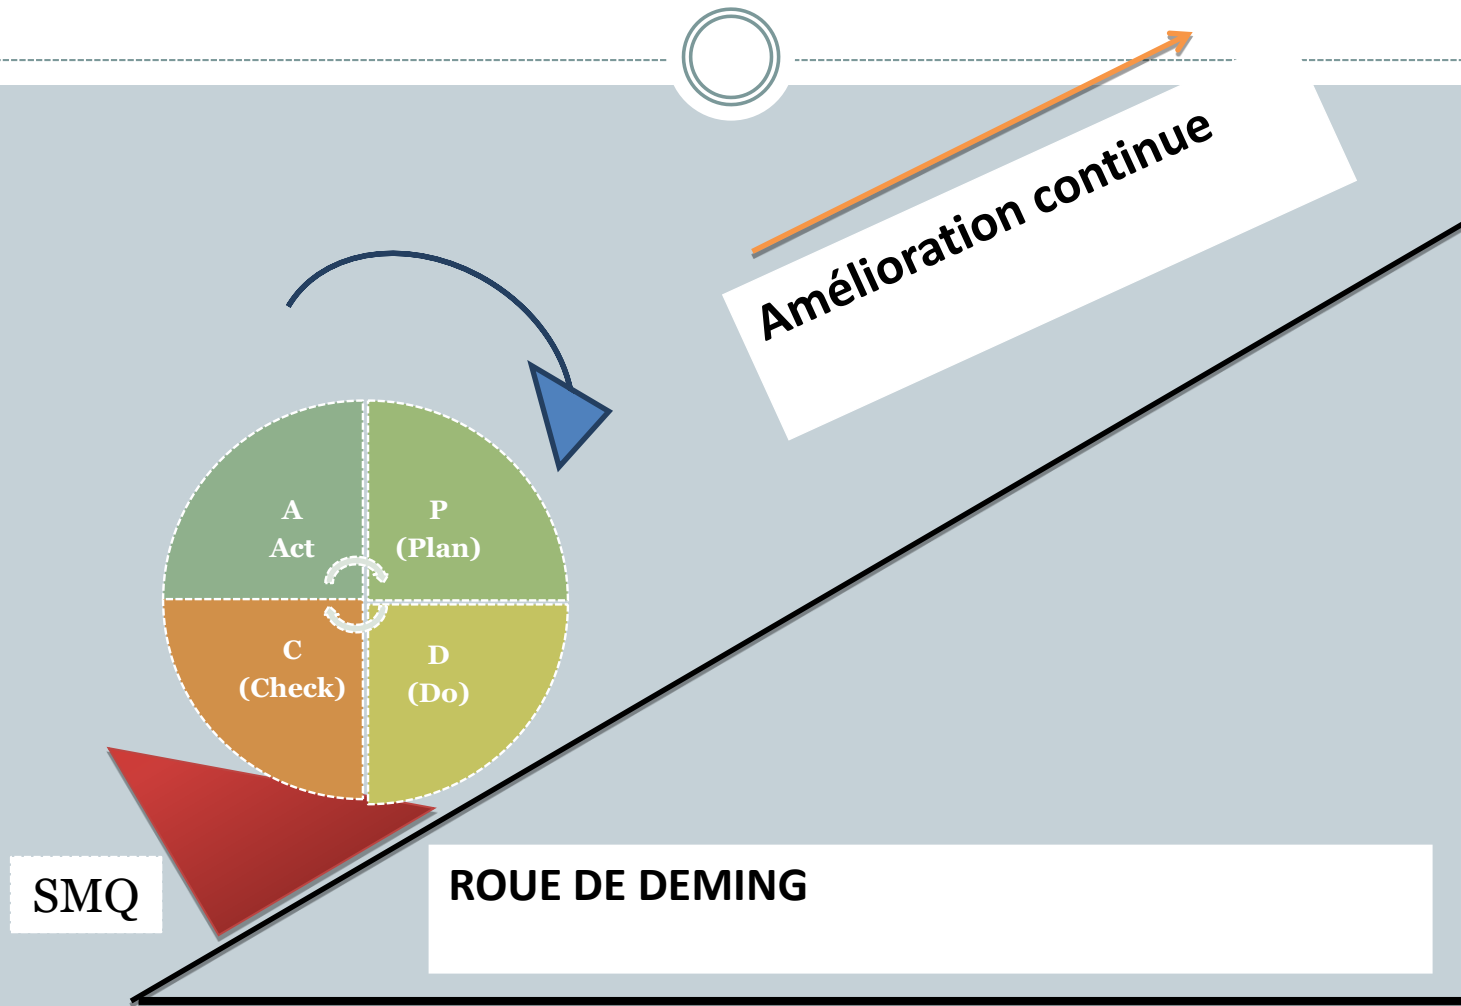 Amélioration continue
A
Act
P
(Plan)
C
(Check)
D
(Do)
SMQ
ROUE DE DEMING